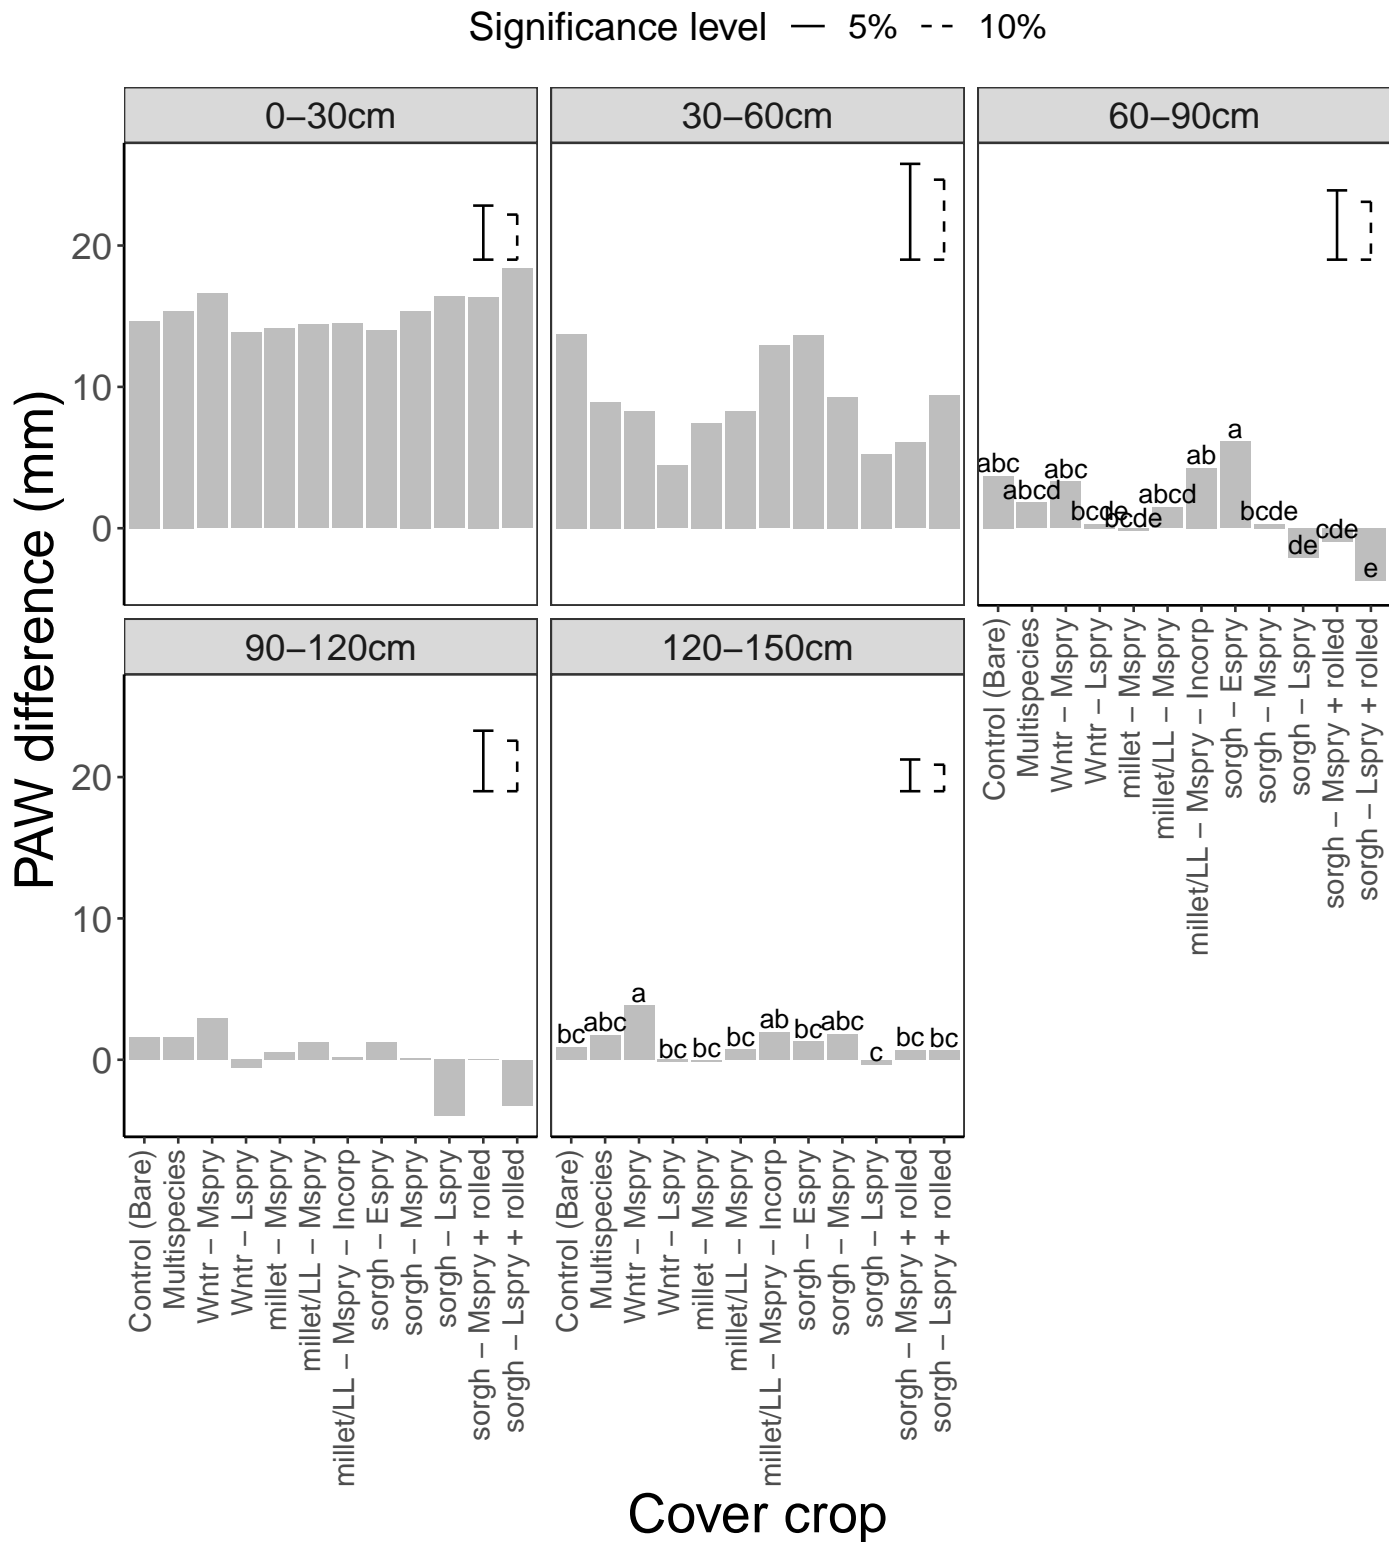 Significance level 5% 10%
0–30cm
30–60cm
60–90cm
PAW difference (mm)
20
10
0
abc
abcd
abc
bcde
bcde
abcd
ab
a
bcde
de
cde
e
Control (Bare)
Multispecies
Wntr – Mspry
Wntr – Lspry
millet – Mspry
millet/LL – Mspry
millet/LL – Mspry – Incorp
sorgh – Espry
sorgh – Mspry
sorgh – Lspry
sorgh – Mspry + rolled
sorgh – Lspry + rolled
90–120cm
120–150cm
20
10
0
bc
abc
a
bc
bc
bc
ab
bc
abc
c
bc
bc
Control (Bare)
Multispecies
Wntr – Mspry
Wntr – Lspry
millet – Mspry
millet/LL – Mspry
millet/LL – Mspry – Incorp
sorgh – Espry
sorgh – Mspry
sorgh – Lspry
sorgh – Mspry + rolled
sorgh – Lspry + rolled
Control (Bare)
Multispecies
Wntr – Mspry
Wntr – Lspry
millet – Mspry
millet/LL – Mspry
millet/LL – Mspry – Incorp
sorgh – Espry
sorgh – Mspry
sorgh – Lspry
sorgh – Mspry + rolled
sorgh – Lspry + rolled
Cover crop